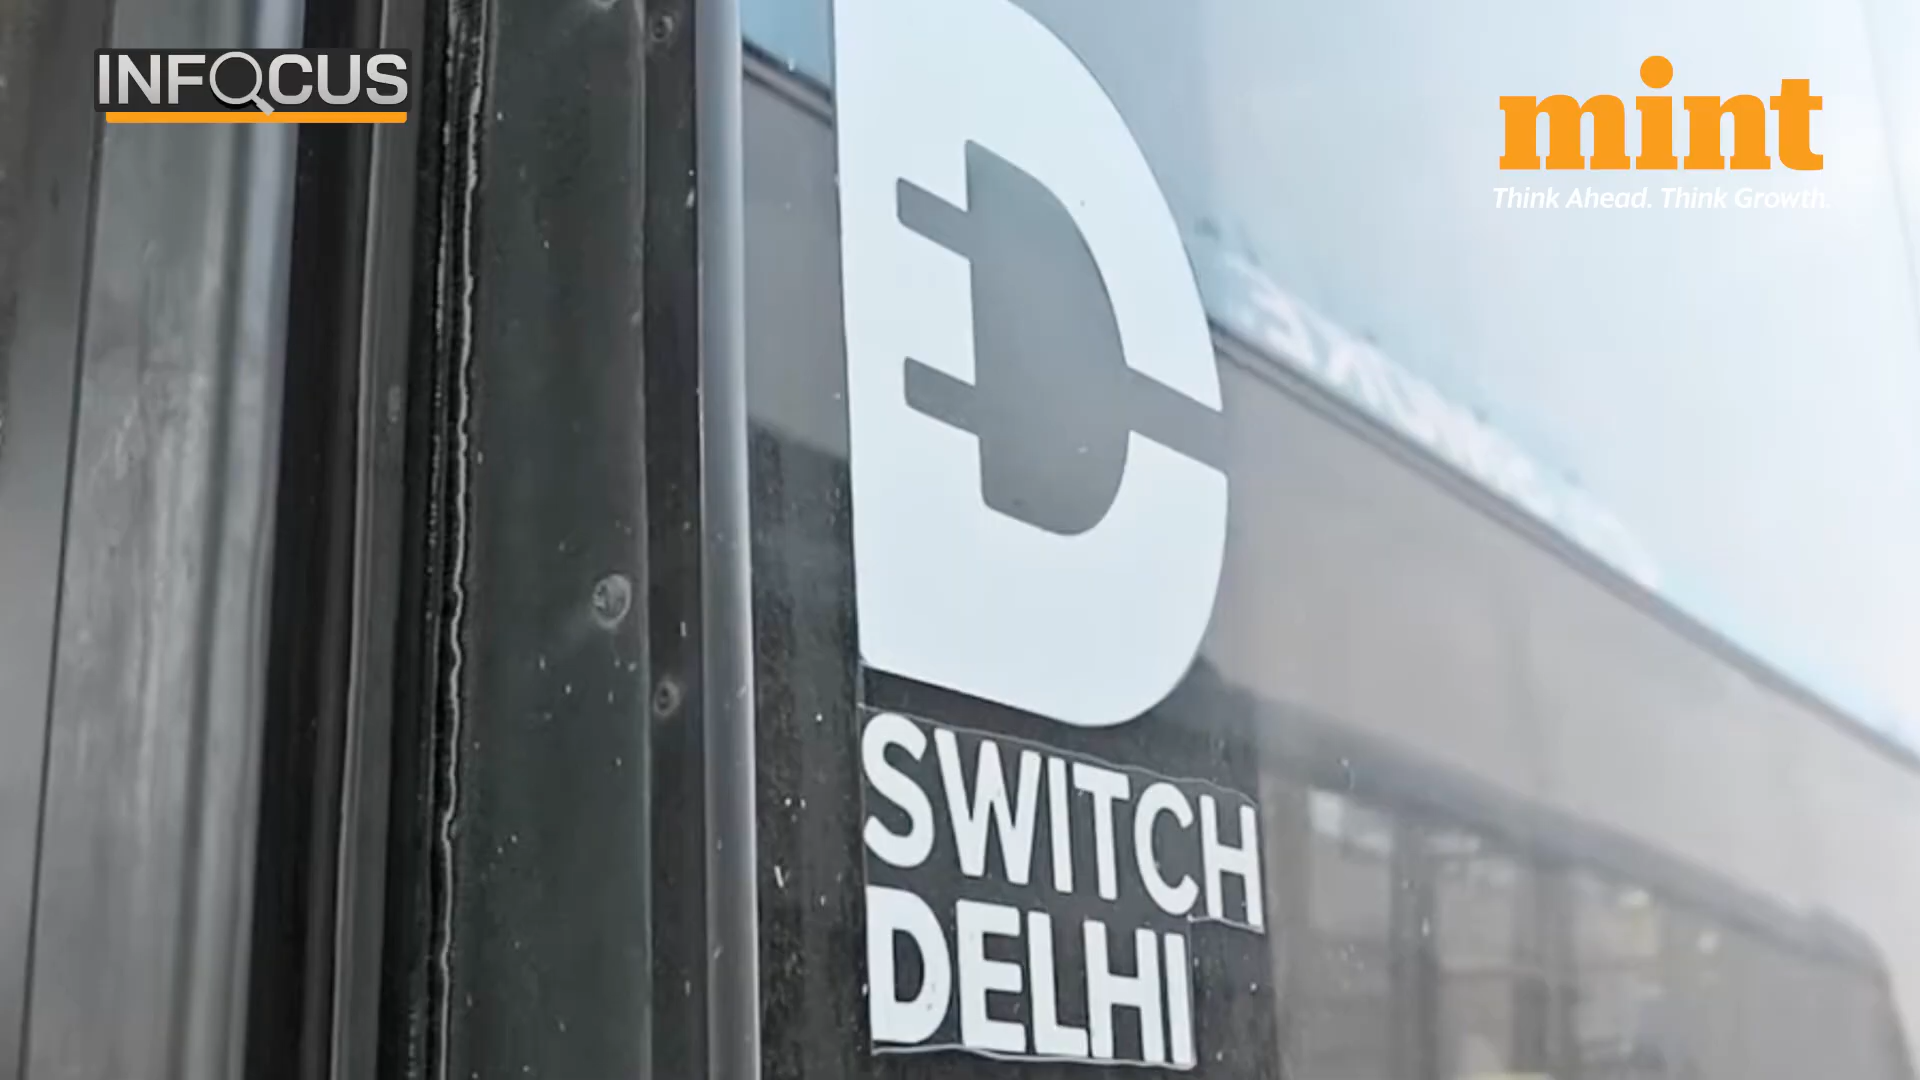 INFOCUS
mint
Think Ahead. Think Growth.
SWITCH
DELHI